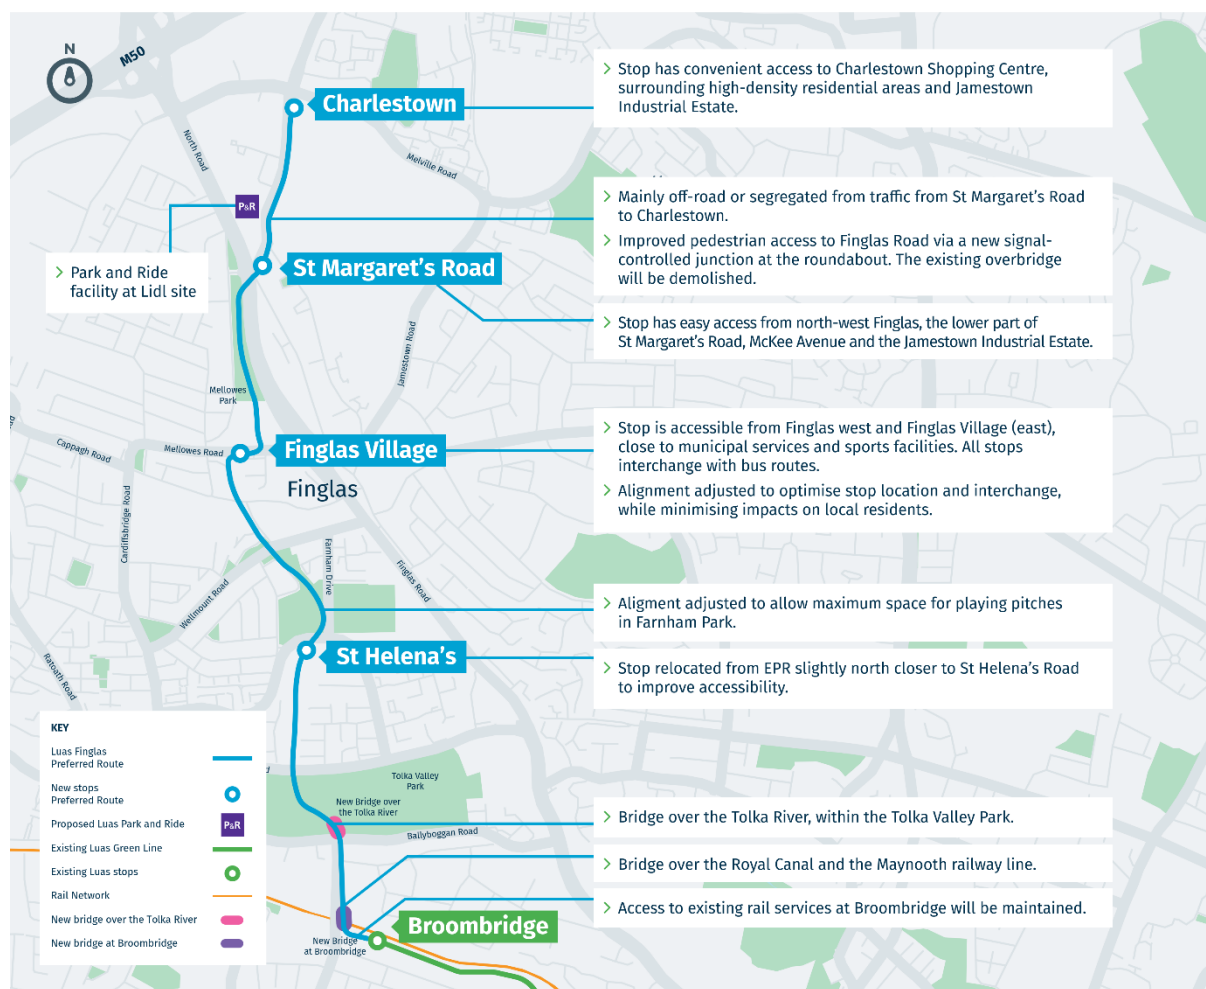 N
M50
Charlestown
> Stop has convenient access to Charlestown Shopping Centre,
surrounding high-density residential areas and Jamestown
Industrial Estate.
North Road
Melville Road
P&R
> Mainly off-road or segregated from traffic from St Margaret's Road
to Charlestown.
> Improved pedestrian access to Finglas Road via a new signal-
controlled junction at the roundabout. The existing overbridge
will be demolished.
> Park and Ride
facility at Lidl site
St Margaret's Road
> Stop has easy access from north-west Finglas, the lower part of
St Margaret's Road, McKee Avenue and the Jamestown Industrial Estate.
Jamestown Road
Mellowes
Park
Cappagh Road
Mellowes Road
Finglas Village
Finglas
> Stop is accessible from Finglas west and Finglas Village (east),
close to municipal services and sports facilities. All stops
interchange with bus routes.
> Alignment adjusted to optimise stop location and interchange,
while minimising impacts on local residents.
Cardiffsbridge Road
Farnham Drive
Finglas Road
Wellmount Road
> Aligment adjusted to allow maximum space for playing pitches
in Farnham Park.
St Helena's
> Stop relocated from EPR slightly north closer to St Helena's Road
to improve accessibility.
Ratoath Road
KEY
Luas Finglas
Preferred Route
New stops
Preferred Route
Proposed Luas Park and Ride
P&R
Existing Luas Green Line
Existing Luas stops
Rail Network
New bridge over the Tolka River
New bridge at Broombridge
Tolka Valley
Park
New Bridge over
the Tolka River
Ballyboggan Road
> Bridge over the Tolka River, within the Tolka Valley Park.
> Bridge over the Royal Canal and the Maynooth railway line.
> Access to existing rail services at Broombridge will be maintained.
Broombridge
New Bridge
at Broombridge